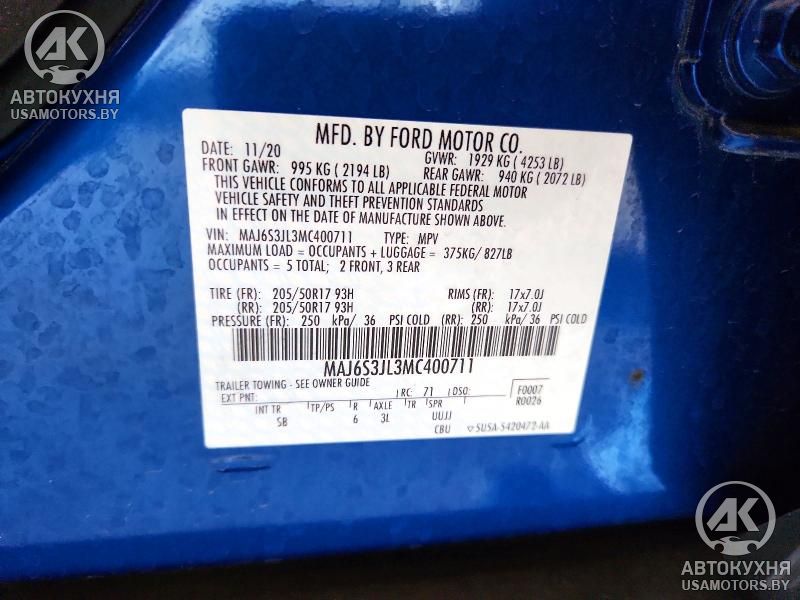 AK
АВТОКУХНЯ
USAMOTORS.BY
MFD. BY FORD MOTOR CO.
DATE: 11/20 GVWR: 1929 KG ( 4253 LB)
FRONT GAWR: 995 KG ( 2194 LB) REAR GAWR: 940 KG ( 2072 LB)
THIS VEHICLE CONFORMS TO ALL APPLICABLE FEDERAL MOTOR
VEHICLE SAFETY AND THEFT PREVENTION STANDARDS
IN EFFECT ON THE DATE OF MANUFACTURE SHOWN ABOVE.
VIN: MAJ6S3JL3MC400711 TYPE: MPV
MAXIMUM LOAD = OCCUPANTS + LUGGAGE = 375KG/ 827LB
OCCUPANTS = 5 TOTAL; 2 FRONT, 3 REAR
TIRE (FR): 205/50R17 93H RIMS (FR): 17x7.0J
(RR): 205/50R17 93H (RR): 17x7.0J
PRESSURE (FR): 250 kPa/ 36 PSI COLD (RR): 250 kPa/ 36 PSI COLD
MAJ6S3JL3MC400711
TRAILER TOWING - SEE OWNER GUIDE
EXT PNT: RC: 71 DSO: F0007
R0026
INT TR TP/PS R AXLE TR SPR
SB 6 3L UUJJ
CBU ▽SUSA-S420472-AA
AK
АВТОКУХНЯ
USAMOTORS.BY